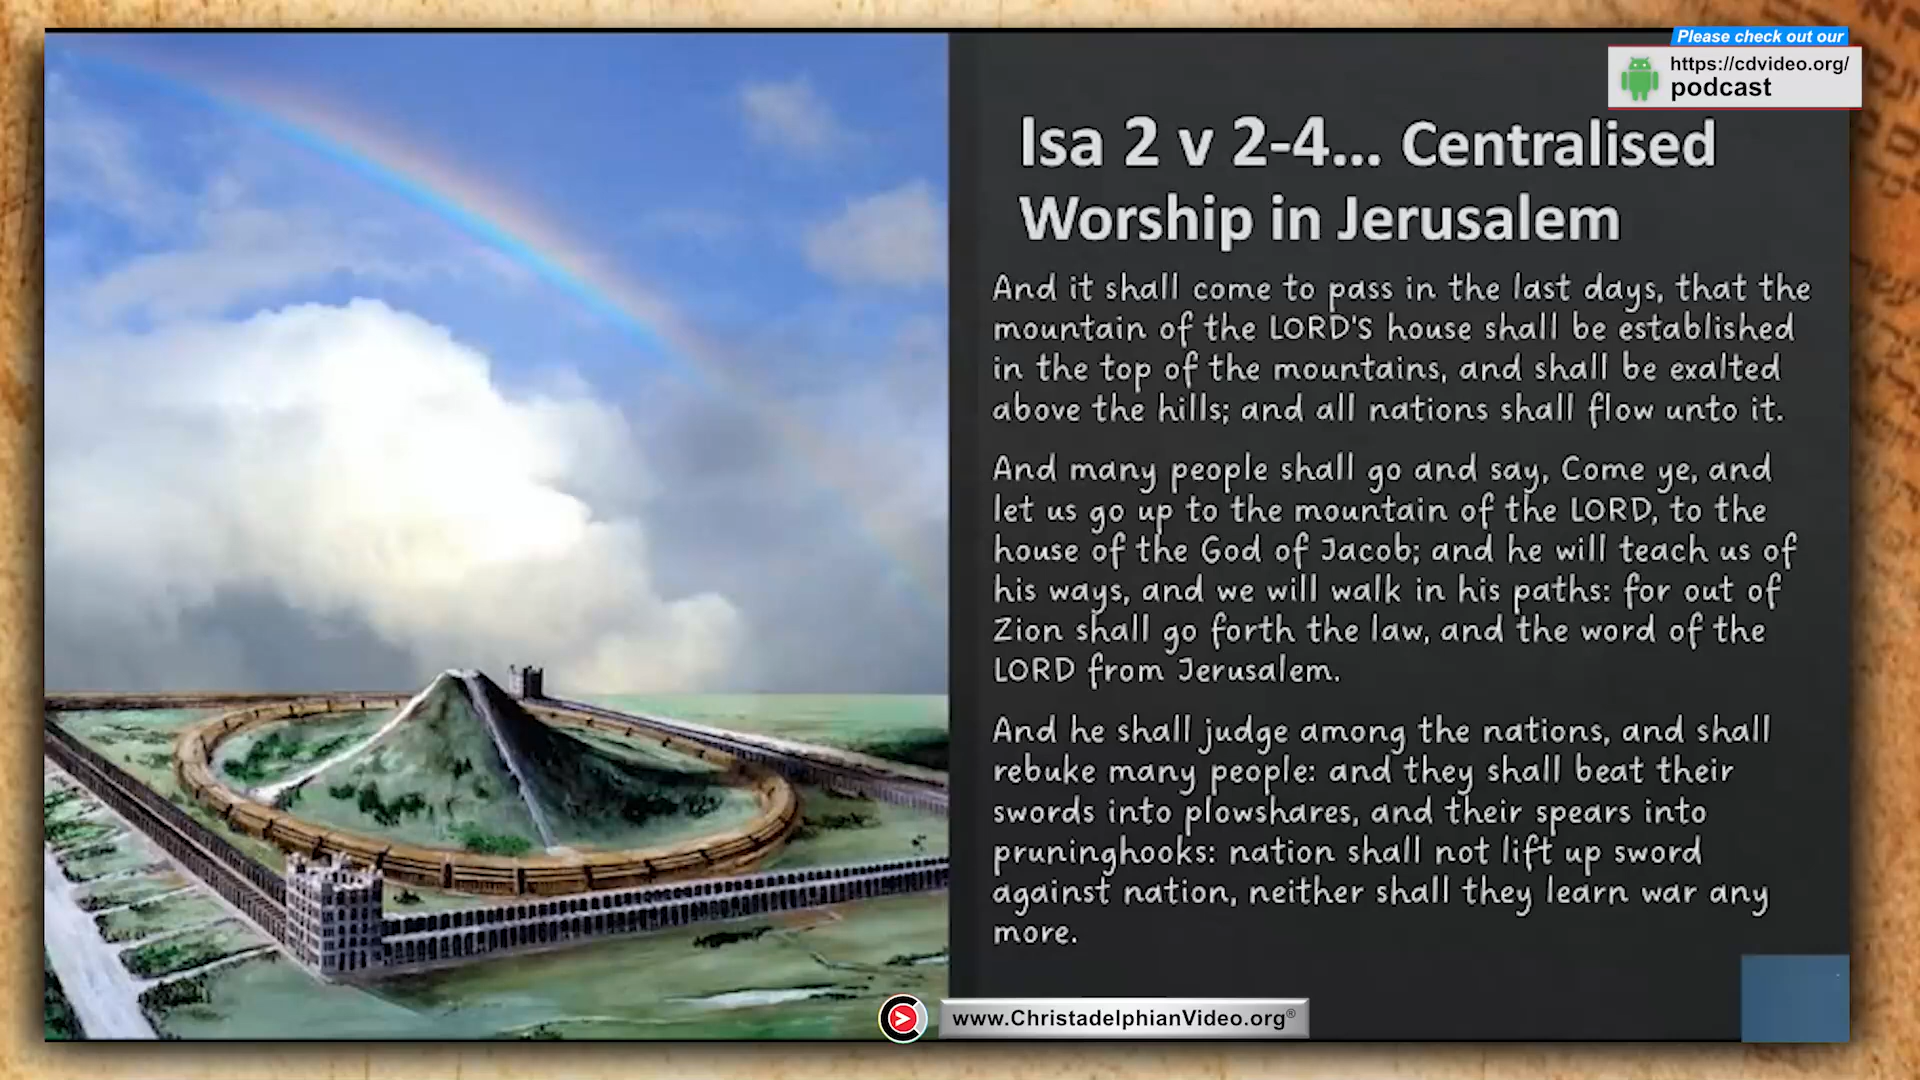 Please check out our
https://cdvideo.org/
podcast
Isa 2 v 2-4... Centralised
Worship in Jerusalem
And it shall come to pass in the last days, that the
mountain of the LORD'S house shall be established
in the top of the mountains, and shall be exalted
above the hills; and all nations shall flow unto it.
And many people shall go and say, Come ye, and
let us go up to the mountain of the LORD, to the
house of the God of Jacob; and he will teach us of
his ways, and we will walk in his paths: for out of
Zion shall go forth the law, and the word of the
LORD from Jerusalem.
And he shall judge among the nations, and shall
rebuke many people: and they shall beat their
swords into plowshares, and their spears into
pruninghooks: nation shall not lift up sword
against nation, neither shall they learn war any
more.
www.ChristadelphianVideo.org®